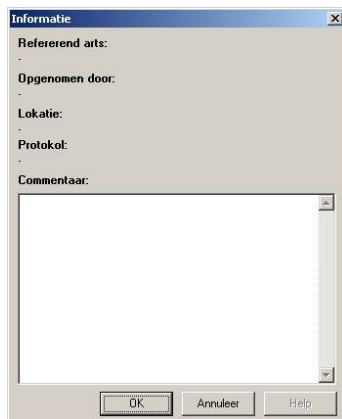 Informatie
Refererend arts:
.
Opgenomen door:
.
Lokatie:
.
Protokol:
.
Commentaar:
OK Annuleer Help